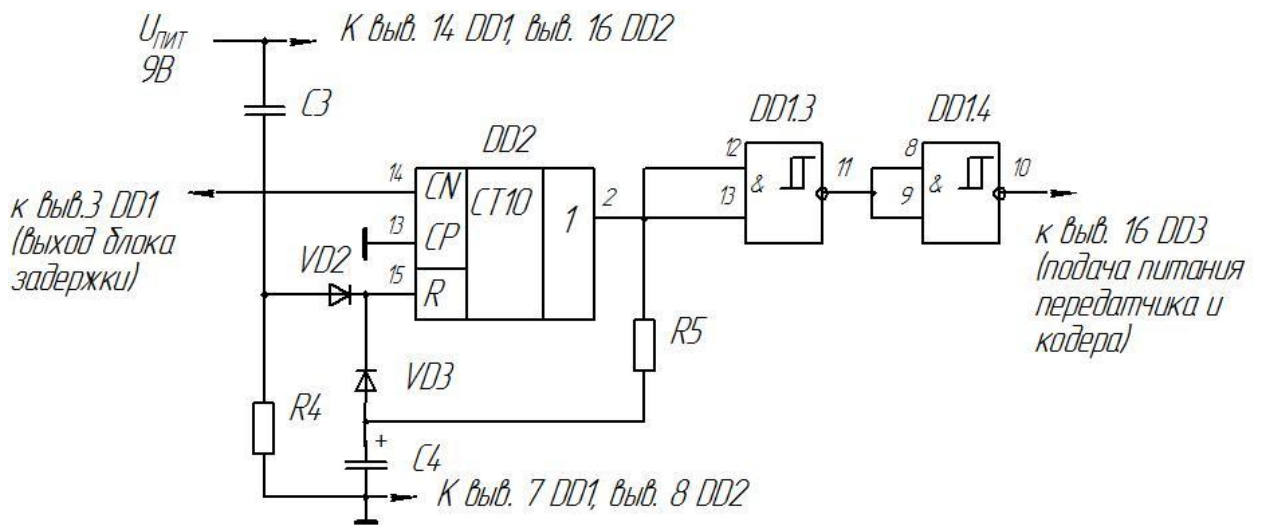 Uпит
9В
К выв. 14 DD1, выв. 16 DD2
C3
DD2
14
CN
CT10
13
CP
1
2
15
R
к выв.3 DD1
(выход блока
задержки)
VD2
VD3
R4
C4
+
R5
DD1.3
12
13
&
11
DD1.4
8
9
&
10
к выв. 16 DD3
(подача питания
передатчика и
кодера)
К выв. 7 DD1, выв. 8 DD2